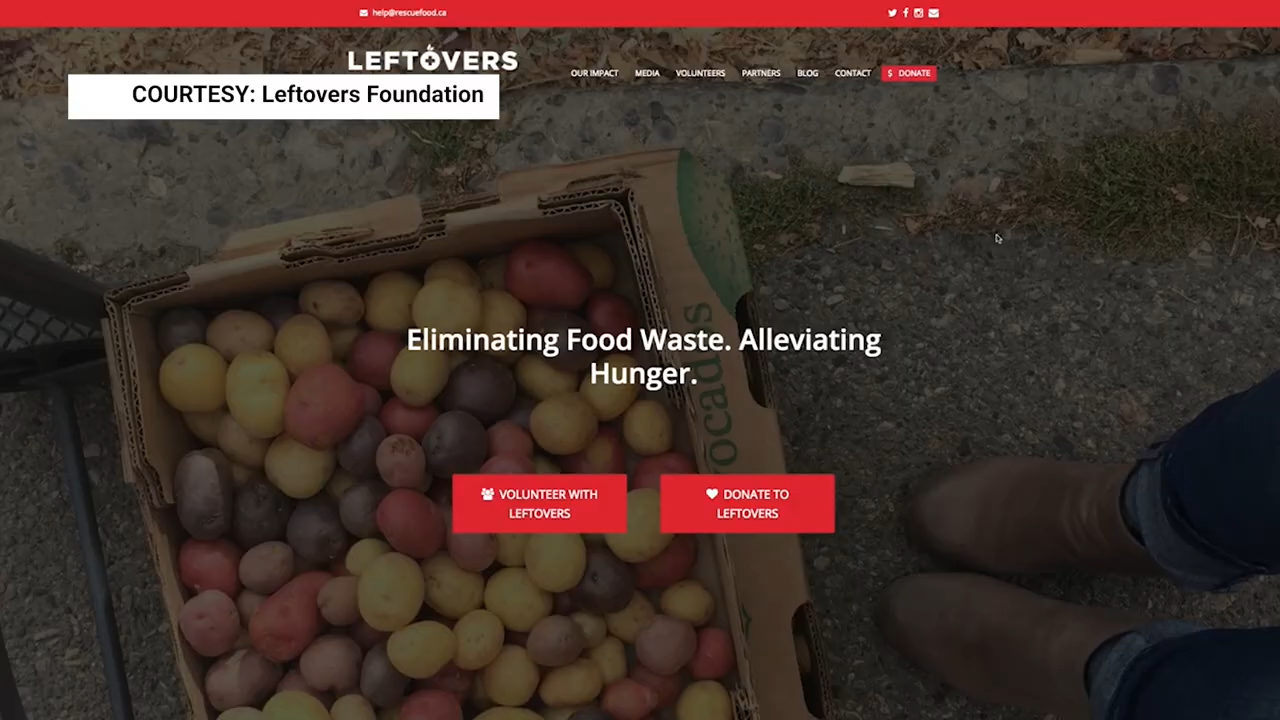 help@rescuefood.ca
LEFTOVERS
OUR IMPACT
MEDIA
VOLUNTEERS
PARTNERS
BLOG
CONTACT
$ DONATE
COURTESY: Leftovers Foundation
Eliminating Food Waste. Alleviating
Hunger.
ocados
VOLUNTEER WITH
LEFTOVERS
DONATE TO
LEFTOVERS